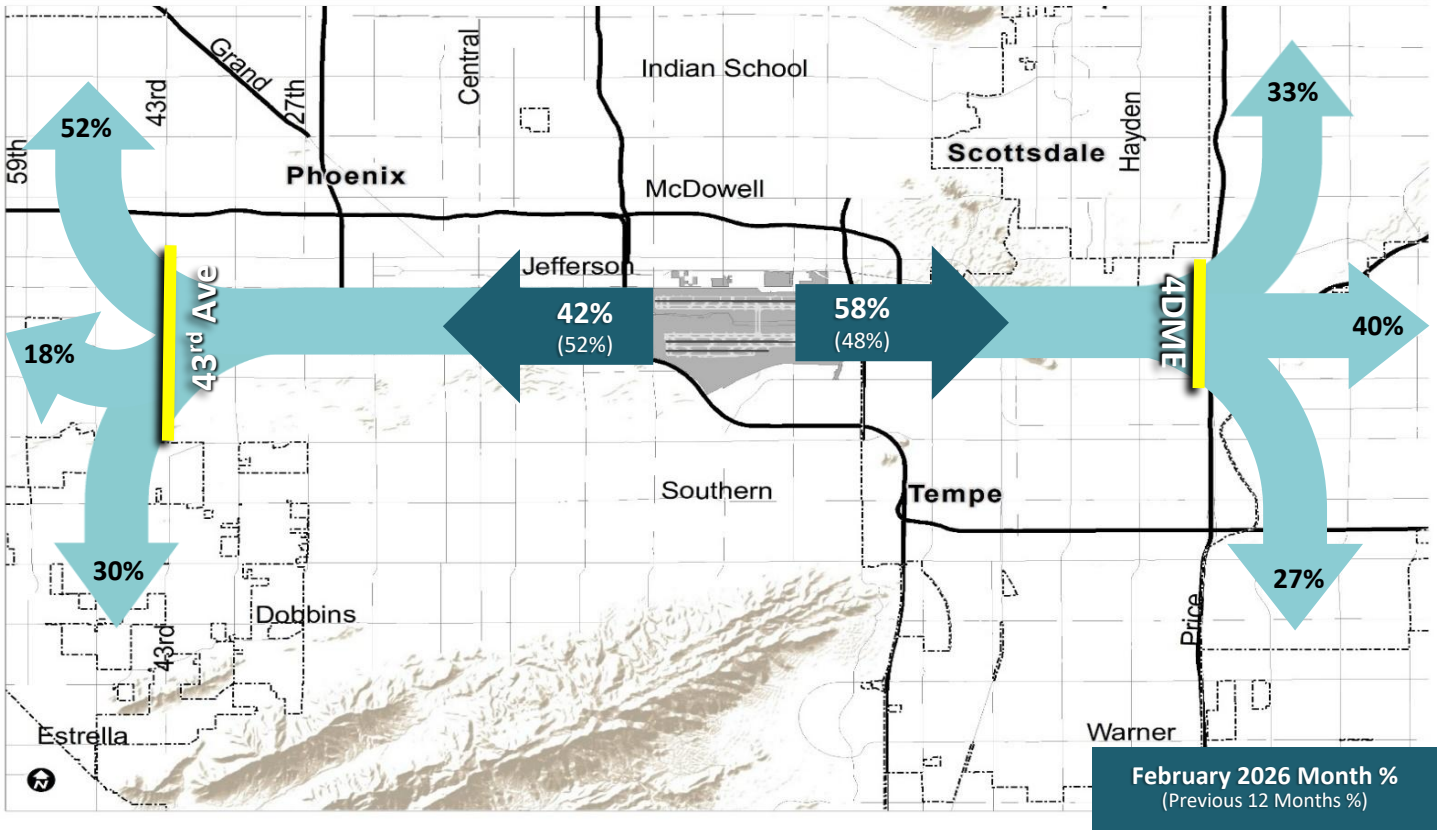 Grand
43rd
27th
Central
Indian School
Hayden
33%
52%
59th
Phoenix
Scottsdale
McDowell
Jefferson
43rd Ave
42%
(52%)
58%
(48%)
4DME
40%
18%
Southern
Tempe
30%
27%
Dobbins
43rd
Price
Estrella
Warner
N
February 2026 Month %
(Previous 12 Months %)